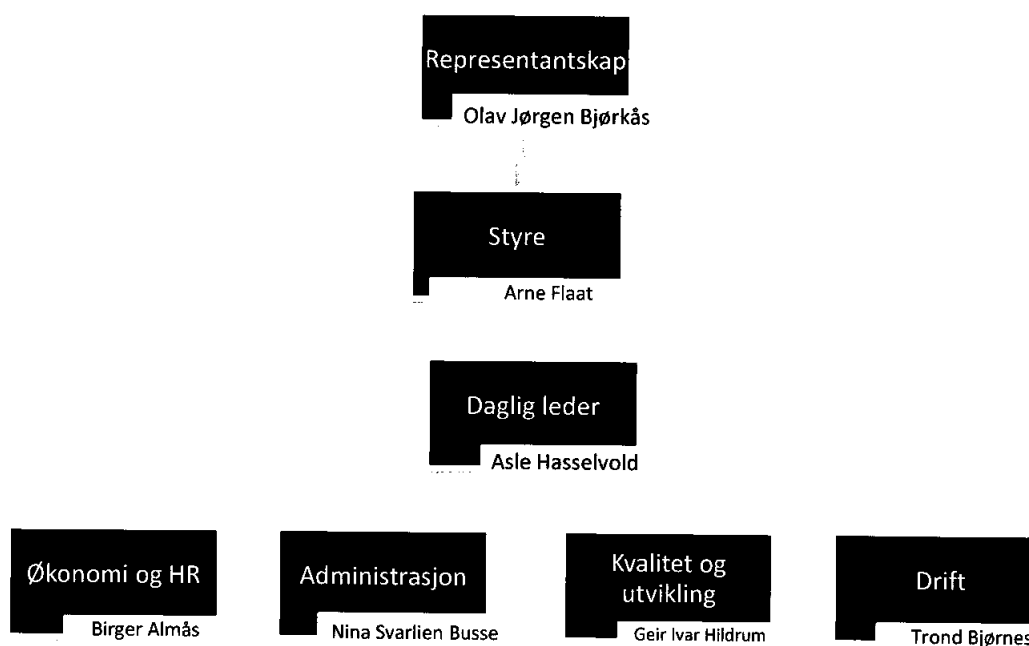 Representantskap
Olav Jørgen Bjørkås
Styre
Arne Flaat
Daglig leder
Asle Hasselvold
Økonomi og HR
Birger Almås
Administrasjon
Nina Svarlien Busse
Kvalitet og
utvikling
Geir Ivar Hildrum
Drift
Trond Bjørnes